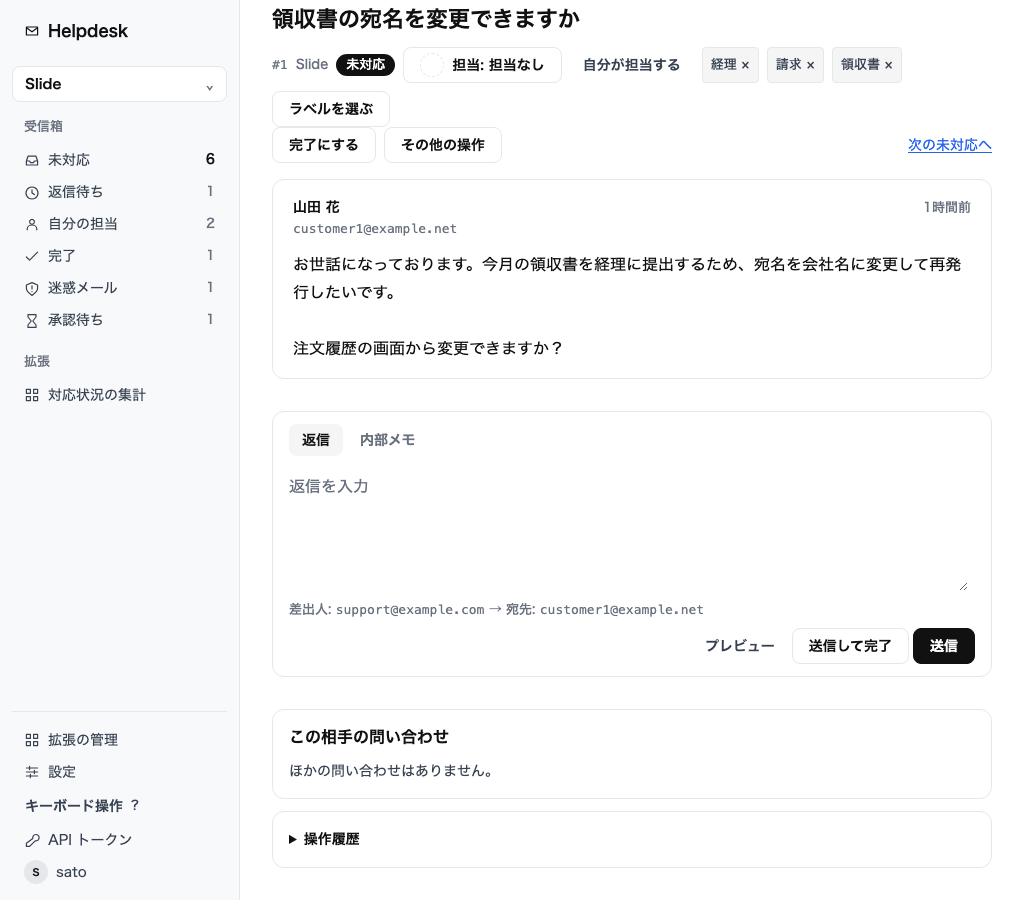 Helpdesk
Slide
受信箱
未対応 6
返信待ち 1
自分の担当 2
完了 1
迷惑メール 1
承認待ち 1
拡張
対応状況の集計
拡張の管理
設定
キーボード操作 ?
API トークン
S sato
領収書の宛名を変更できますか
#1 Slide 未対応 担当: 担当なし 自分が担当する 経理 × 請求 × 領収書 ×
ラベルを選ぶ
完了にする その他の操作 次の未対応へ
山田 花 1時間前
customer1@example.net
お世話になっております。今月の領収書を経理に提出するため、宛名を会社名に変更して再発
行したいです。
注文履歴の画面から変更できますか？
返信 内部メモ
返信を入力
差出人: support@example.com → 宛先: customer1@example.net
プレビュー 送信して完了 送信
この相手の問い合わせ
ほかの問い合わせはありません。
▶ 操作履歴